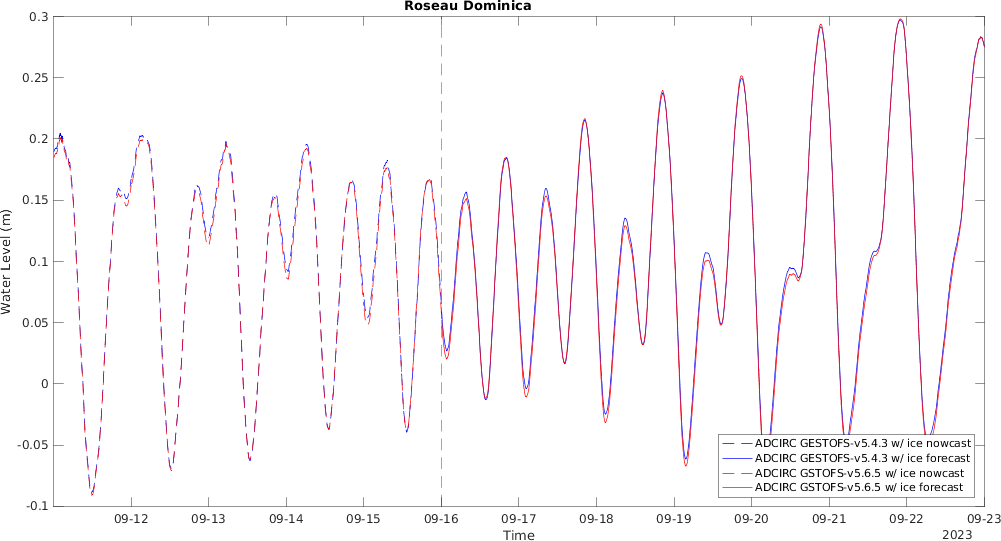 Roseau Dominica
0.3
0.25
0.2
0.15
0.1
0.05
0
-0.05
-0.1
Water Level (m)
ADCIRC GESTOFS-v5.4.3 w/ ice nowcast
ADCIRC GESTOFS-v5.4.3 w/ ice forecast
ADCIRC GSTOFS-v5.6.5 w/ ice nowcast
ADCIRC GSTOFS-v5.6.5 w/ ice forecast
09-12 09-13 09-14 09-15 09-16 09-17 09-18 09-19 09-20 09-21 09-22 09-23
Time
2023